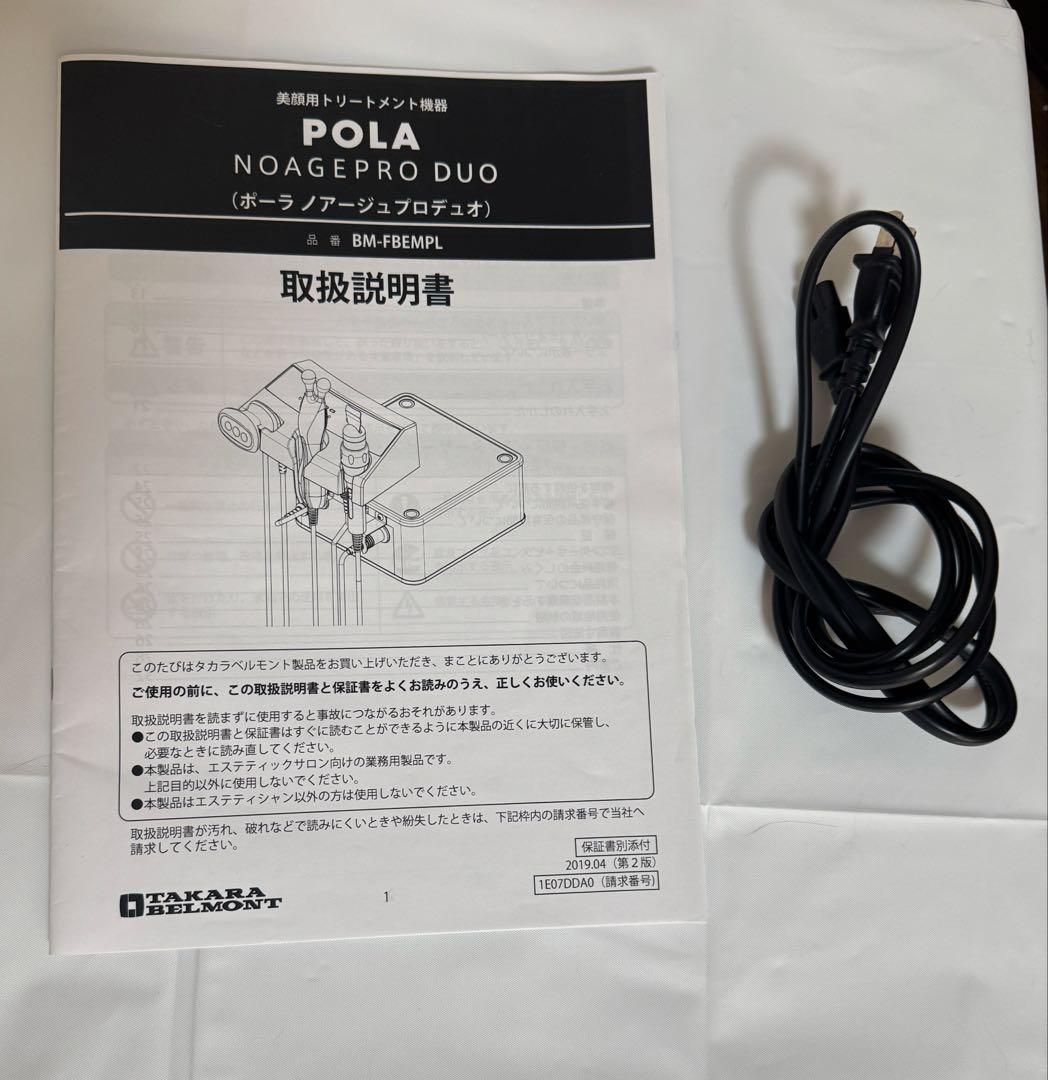 美顔用トリートメント機器
POLA
NOAGEPRO DUO
（ポーラ ノアージュプロデュオ）
品 番 BM-FBEMPL
取扱説明書
このたびはタカラベルモント製品をお買い上げいただき、まことにありがとうございます。
ご使用の前に、この取扱説明書と保証書をよくお読みのうえ、正しくお使いください。
取扱説明書を読まずに使用すると事故につながるおそれがあります。
●この取扱説明書と保証書はすぐに読むことができるように本製品の近くに大切に保管し、
必要なときに読み直してください。
●本製品は、エステティックサロン向けの業務用製品です。
上記目的以外に使用しないでください。
●本製品はエステティシャン以外の方は使用しないでください。
取扱説明書が汚れ、破れなどで読みにくいときや紛失したときは、下記枠内の請求番号で当社へ
請求してください。
保証書別添付
2019.04（第２版）
1E07DDA0（請求番号）
TAKARA
BELMONT
1